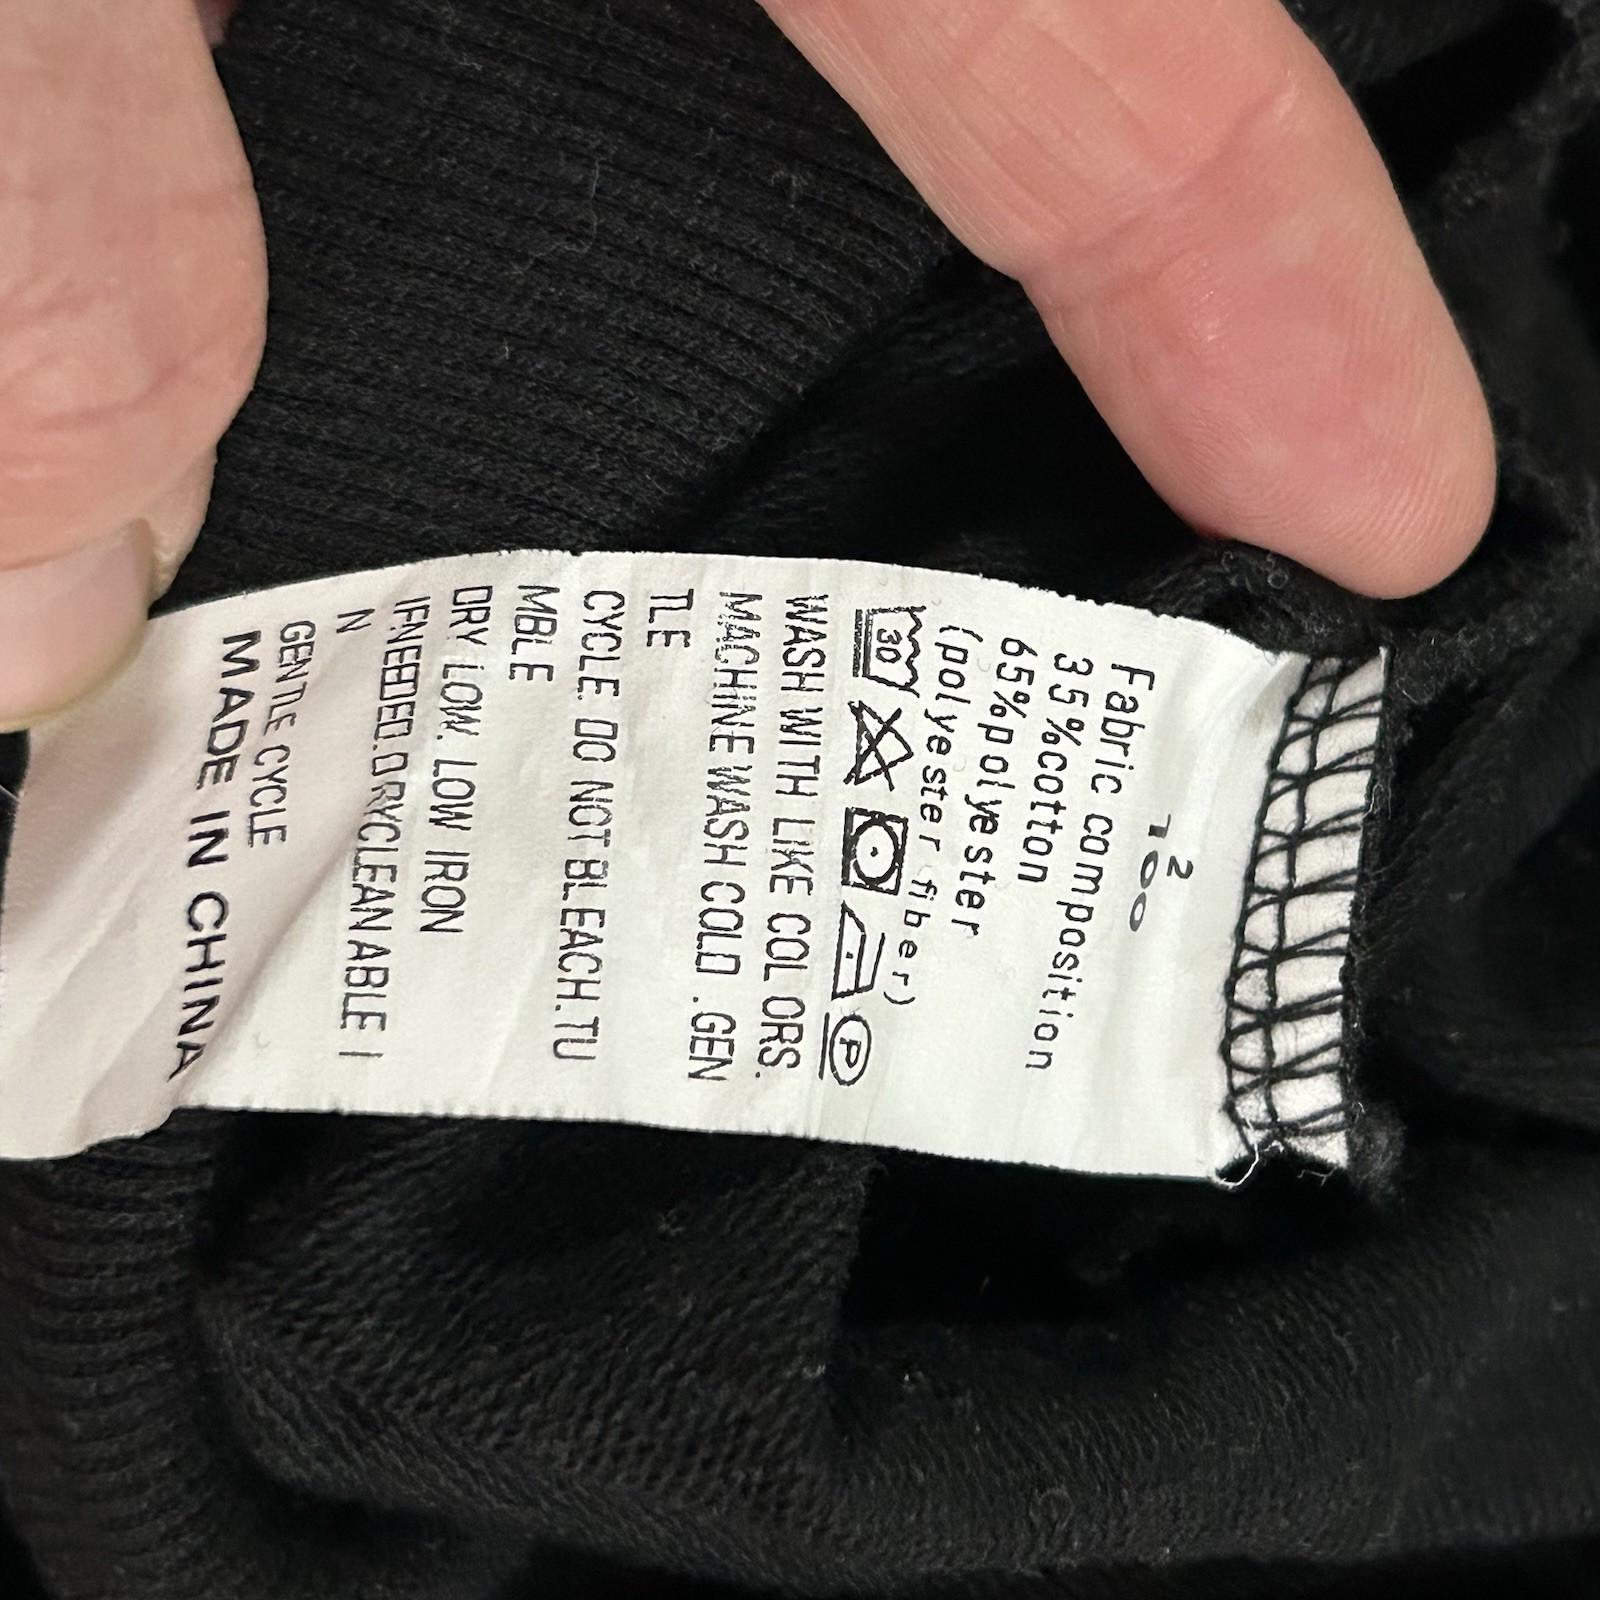 2
100
Fabric composition
35%cotton
65%polyester
(polyester fiber)
30
P
WASH WITH LIKE COLORS.
MACHINE WASH COLD .GEN
TLE
CYCLE. DO NOT BLEACH.TU
MBLE
DRY LOW. LOW IRON
IFNEEDED.DRYCLEANABLE I
N
GENTLE CYCLE
MADE IN CHINA